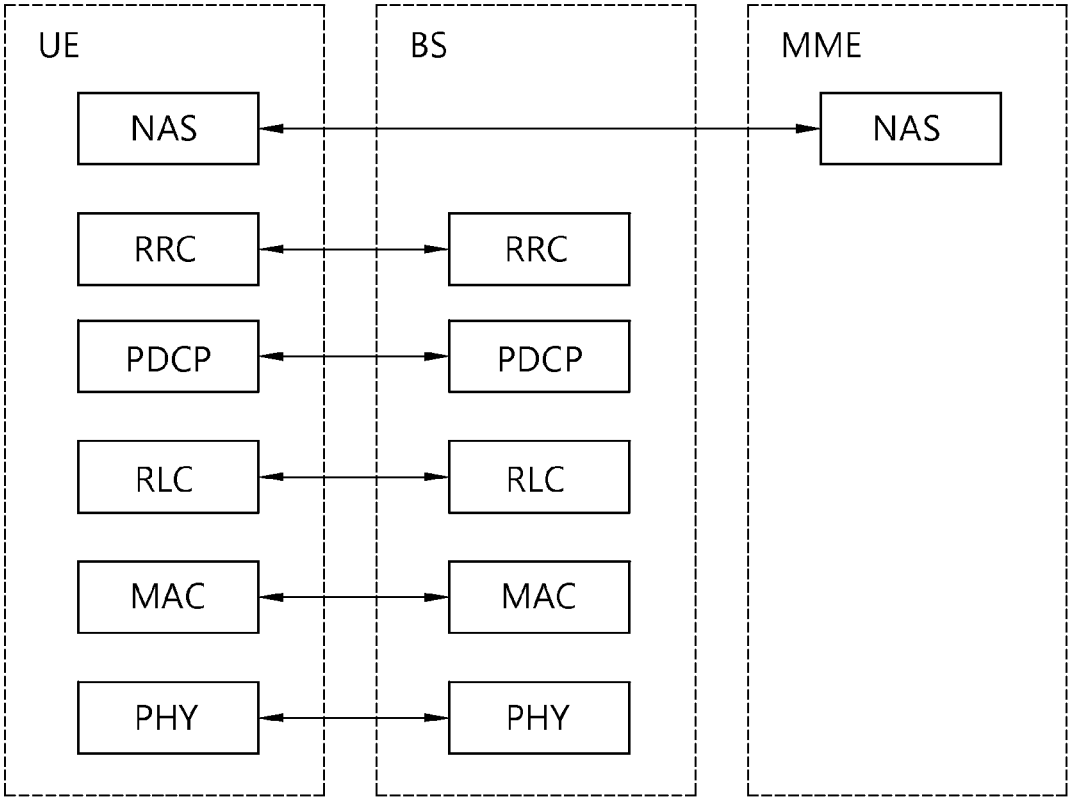 UE BS MME
NAS NAS
RRC RRC
PDCP PDCP
RLC RLC
MAC MAC
PHY PHY